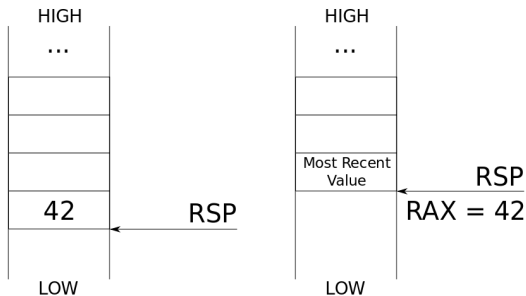 HIGH
...
42
RSP
LOW
HIGH
...
Most Recent
Value
RSP
RAX = 42
LOW